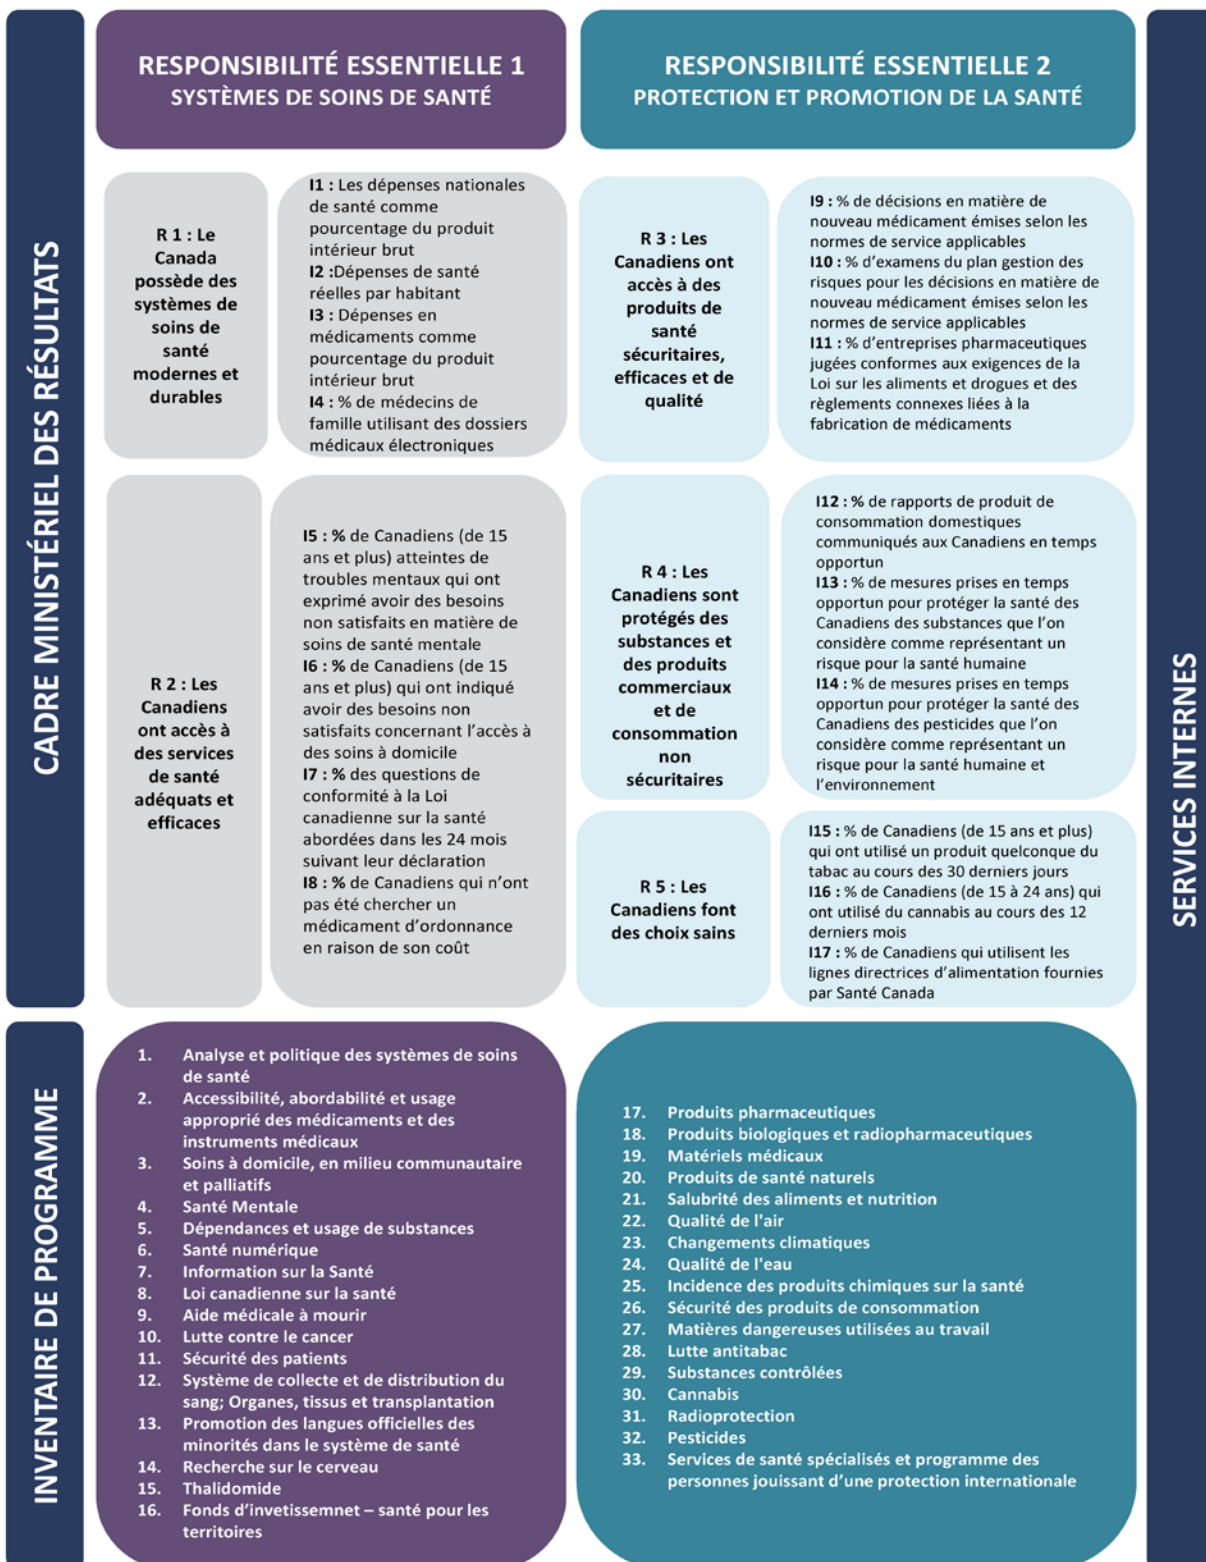 CADRE MINISTÉRIEL DES RÉSULTATS
RESPONSIBILITÉ ESSENTIELLE 1
SYSTÈMES DE SOINS DE SANTÉ
RESPONSIBILITÉ ESSENTIELLE 2
PROTECTION ET PROMOTION DE LA SANTÉ
R 1 : Le
Canada
possède des
systèmes de
soins de
santé
modernes et
durables
I1 : Les dépenses nationales
de santé comme
pourcentage du produit
intérieur brut
I2 :Dépenses de santé
réelles par habitant
I3 : Dépenses en
médicaments comme
pourcentage du produit
intérieur brut
I4 : % de médecins de
famille utilisant des dossiers
médicaux électroniques
R 3 : Les
Canadiens ont
accès à des
produits de
santé
sécuritaires,
efficaces et de
qualité
I9 : % de décisions en matière de
nouveau médicament émises selon les
normes de service applicables
I10 : % d'examens du plan gestion des
risques pour les décisions en matière de
nouveau médicament émises selon les
normes de service applicables
I11 : % d'entreprises pharmaceutiques
jugées conformes aux exigences de la
Loi sur les aliments et drogues et des
règlements connexes liées à la
fabrication de médicaments
R 2 : Les
Canadiens
ont accès à
des services
de santé
adéquats et
efficaces
I5 : % de Canadiens (de 15
ans et plus) atteintes de
troubles mentaux qui ont
exprimé avoir des besoins
non satisfaits en matière de
soins de santé mentale
I6 : % de Canadiens (de 15
ans et plus) qui ont indiqué
avoir des besoins non
satisfaits concernant l'accès à
des soins à domicile
I7 : % des questions de
conformité à la Loi
canadienne sur la santé
abordées dans les 24 mois
suivant leur déclaration
I8 : % de Canadiens qui n'ont
pas été chercher un
médicament d'ordonnance
en raison de son coût
R 4 : Les
Canadiens sont
protégés des
substances et
des produits
commerciaux
et de
consommation
non
sécuritaires
I12 : % de rapports de produit de
consommation domestiques
communiqués aux Canadiens en temps
opportun
I13 : % de mesures prises en temps
opportun pour protéger la santé des
Canadiens des substances que l'on
considère comme représentant un
risque pour la santé humaine
I14 : % de mesures prises en temps
opportun pour protéger la santé des
Canadiens des pesticides que l'on
considère comme représentant un
risque pour la santé humaine et
l'environnement
R 5 : Les
Canadiens font
des choix sains
I15 : % de Canadiens (de 15 ans et plus)
qui ont utilisé un produit quelconque du
tabac au cours des 30 derniers jours
I16 : % de Canadiens (de 15 à 24 ans) qui
ont utilisé du cannabis au cours des 12
derniers mois
I17 : % de Canadiens qui utilisent les
lignes directrices d'alimentation fournies
par Santé Canada
SERVICES INTERNES
INVENTAIRE DE PROGRAMME
1. Analyse et politique des systèmes de soins
de santé
2. Accessibilité, abordabilité et usage
approprié des médicaments et des
instruments médicaux
3. Soins à domicile, en milieu communautaire
et palliatifs
4. Santé Mentale
5. Dépendances et usage de substances
6. Santé numérique
7. Information sur la Santé
8. Loi canadienne sur la santé
9. Aide médicale à mourir
10. Lutte contre le cancer
11. Sécurité des patients
12. Système de collecte et de distribution du
sang; Organes, tissus et transplantation
13. Promotion des langues officielles des
minorités dans le système de santé
14. Recherche sur le cerveau
15. Thalidomide
16. Fonds d'invetissemnet – santé pour les
territoires
17. Produits pharmaceutiques
18. Produits biologiques et radiopharmaceutiques
19. Matériels médicaux
20. Produits de santé naturels
21. Salubrité des aliments et nutrition
22. Qualité de l'air
23. Changements climatiques
24. Qualité de l'eau
25. Incidence des produits chimiques sur la santé
26. Sécurité des produits de consommation
27. Matières dangereuses utilisées au travail
28. Lutte antitabac
29. Substances contrôlées
30. Cannabis
31. Radioprotection
32. Pesticides
33. Services de santé spécialisés et programme des
personnes jouissant d'une protection internationale